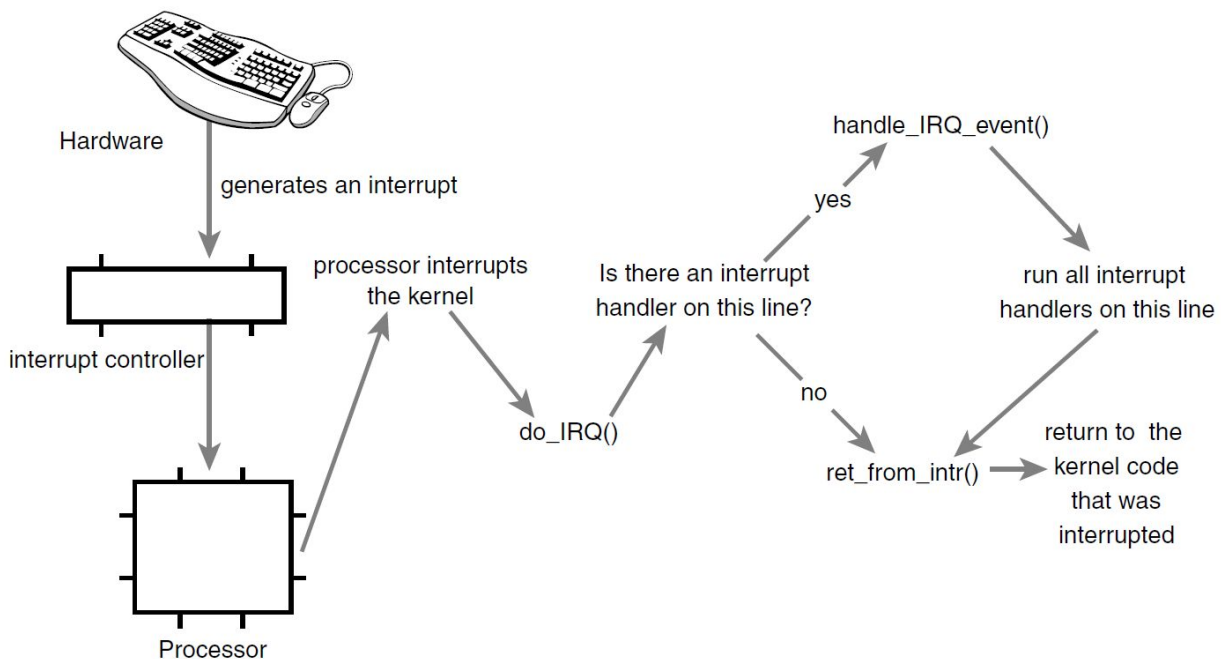 Hardware
generates an interrupt
interrupt controller
Processor
processor interrupts
the kernel
do_IRQ()
Is there an interrupt
handler on this line?
yes
no
handle_IRQ_event()
run all interrupt
handlers on this line
ret_from_intr()
return to the
kernel code
that was
interrupted